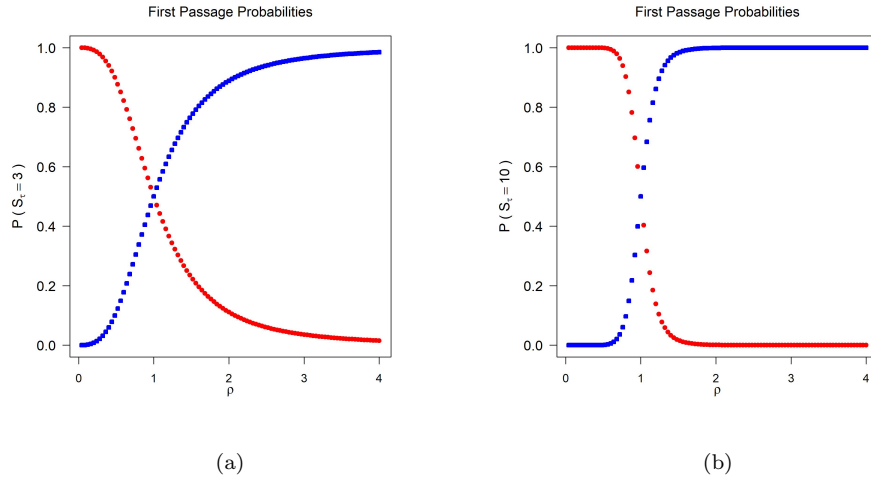 First Passage Probabilities
1.0
0.8
0.6
0.4
0.2
0.0
P ( Sτ = 3 )
0 1 2 3 4
ρ
(a)
First Passage Probabilities
1.0
0.8
0.6
0.4
0.2
0.0
P ( Sτ = 10 )
0 1 2 3 4
ρ
(b)